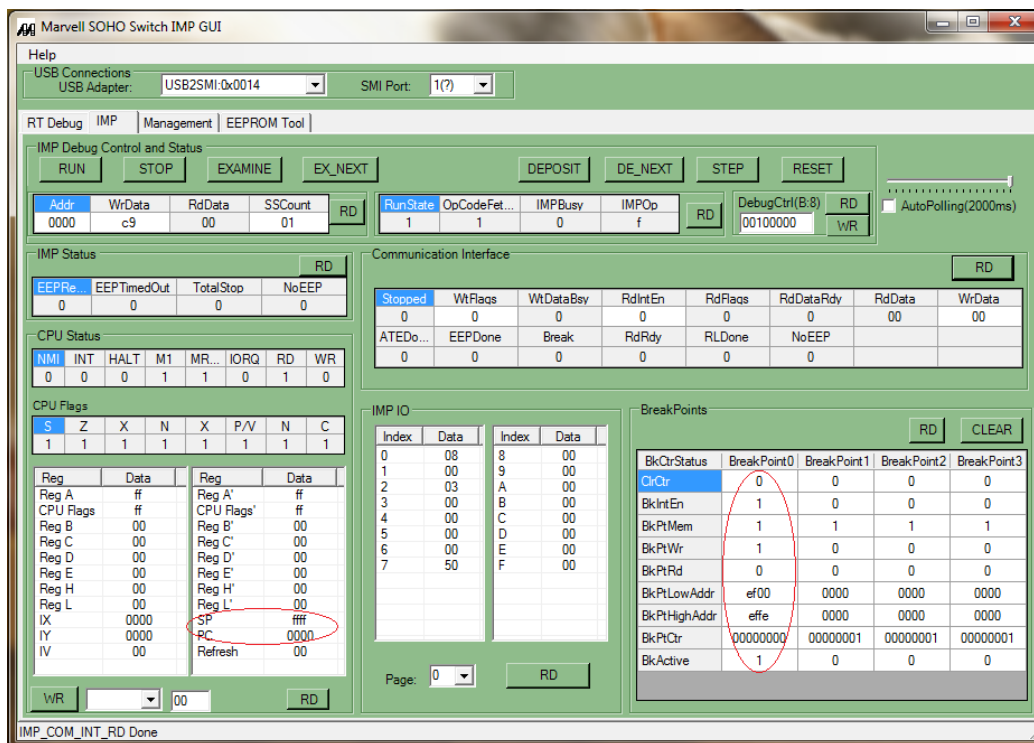 Marvell SOHO Switch IMP GUI
Help
USB Connections
USB Adapter: USB2SMI:0x0014 SMI Port: 1(?)
RT Debug IMP Management EEPROM Tool
IMP Debug Control and Status
RUN STOP EXAMINE EX_NEXT DEPOSIT DE_NEXT STEP RESET
Addr WrData RdData SSCount RD
0000 c9 00 01
RunState OpCodeFet... IMPBusy IMPOp RD
1 1 0 f
DebugCtrl(B:8) RD
00100000 WR
AutoPolling(2000ms)
IMP Status
RD
EEPRe... EEPTimedOut TotalStop NoEEP
0 0 0 0
Communication Interface
RD
Stopped WtFlags WtDataBsy RdIntEn RdFlags RdDataRdy RdData WrData
0 0 0 0 0 0 00 00
ATEDo... EEPDone Break RdRdy RLDone NoEEP
0 0 0 0 0 0
CPU Status
NMI INT HALT M1 MR... IORQ RD WR
0 0 0 1 1 0 1 0
CPU Flags
S Z X N X P/V N C
1 1 1 1 1 1 1 1
Reg Data Reg Data
Reg A ff Reg A' ff
CPU Flags ff CPU Flags' ff
Reg B 00 Reg B' 00
Reg C 00 Reg C' 00
Reg D 00 Reg D' 00
Reg E 00 Reg E' 00
Reg H 00 Reg H' 00
Reg L 00 Reg L' 00
IX 0000 SP ffff
IY 0000 PC 0000
IV 00 Refresh 00
WR 00 RD
IMP IO
Index Data Index Data
0 08 8 00
1 00 9 00
2 03 A 00
3 00 B 00
4 00 C 00
5 00 D 00
6 00 E 00
7 50 F 00
Page: 0 RD
BreakPoints
RD CLEAR
BkCtrStatus BreakPoint0 BreakPoint1 BreakPoint2 BreakPoint3
ClrCtr 0 0 0 0
BkIntEn 1 0 0 0
BkPtMem 1 1 1 1
BkPtWr 1 0 0 0
BkPtRd 0 0 0 0
BkPtLowAddr ef00 0000 0000 0000
BkPtHighAddr effe 0000 0000 0000
BkPtCtr 00000000 00000001 00000001 00000001
BkActive 1 0 0 0
IMP_COM_INT_RD Done